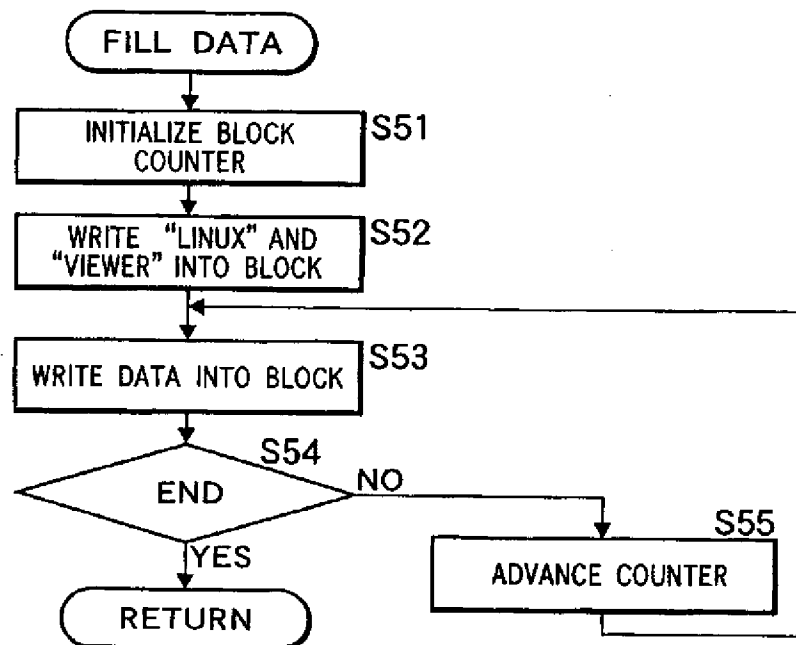 FILL DATA
INITIALIZE BLOCK
COUNTER
S51
WRITE "LINUX" AND
"VIEWER" INTO BLOCK
S52
WRITE DATA INTO BLOCK
S53
END
S54
NO
YES
ADVANCE COUNTER
S55
RETURN